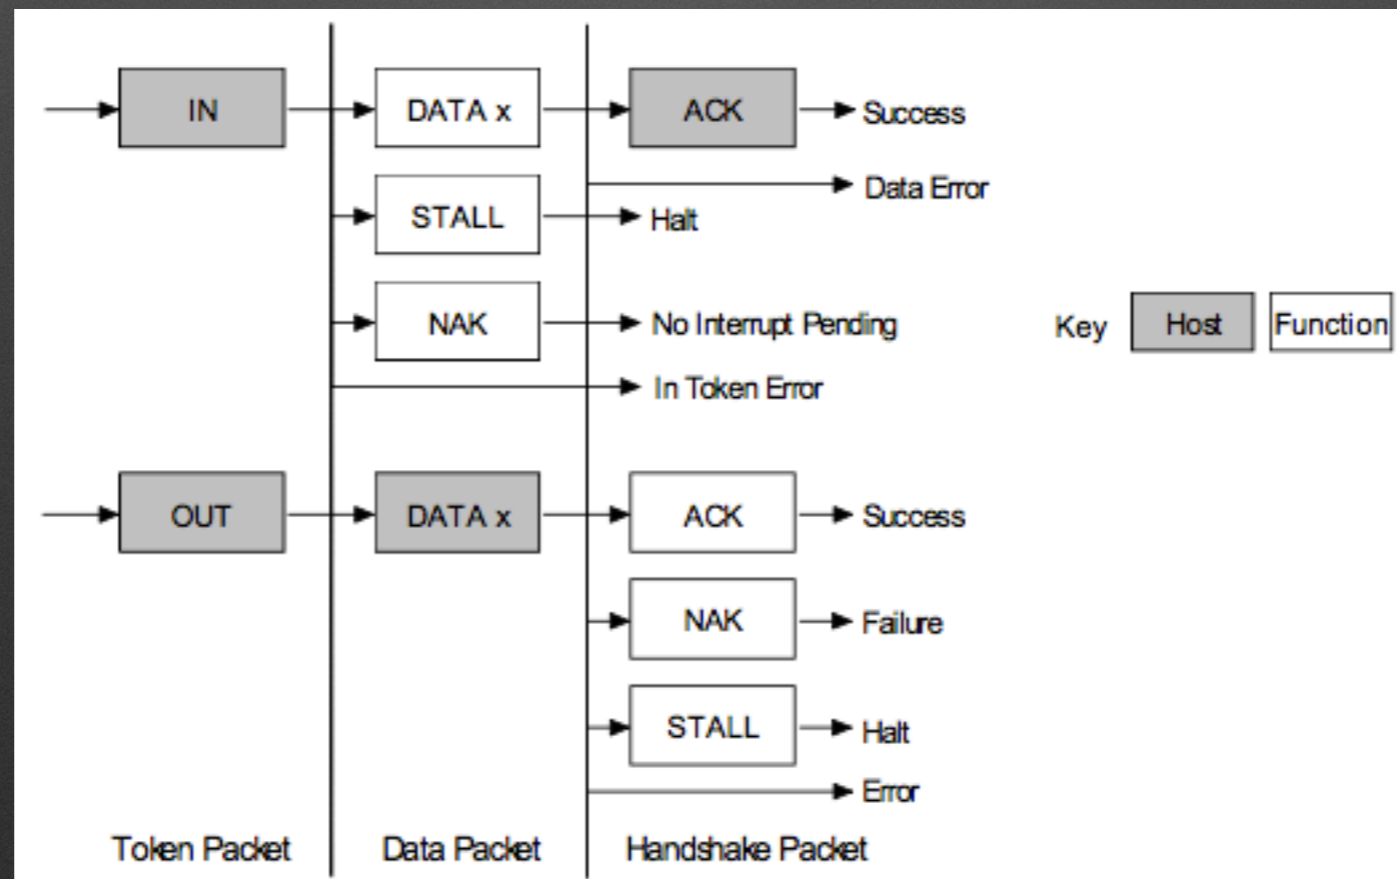 IN
DATA x
ACK
Success
Data Error
STALL
Halt
NAK
No Interrupt Pending
Key
Host
Function
In Token Error
OUT
DATA x
ACK
Success
NAK
Failure
STALL
Halt
Error
Token Packet
Data Packet
Handshake Packet